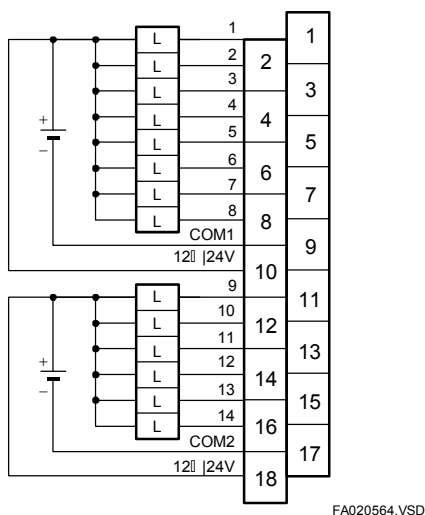 L 1 1
L 2 2
L 3 3
L 4 4
+
L 5 5
−
L 6 6
L 7 7
L 8 8
COM1 9
12▯ |24V 10
L 9 11
L 10 12
L 11 13
+
L 12 14
−
L 13 15
L 14 16
COM2 17
12▯ |24V 18
FA020564.VSD